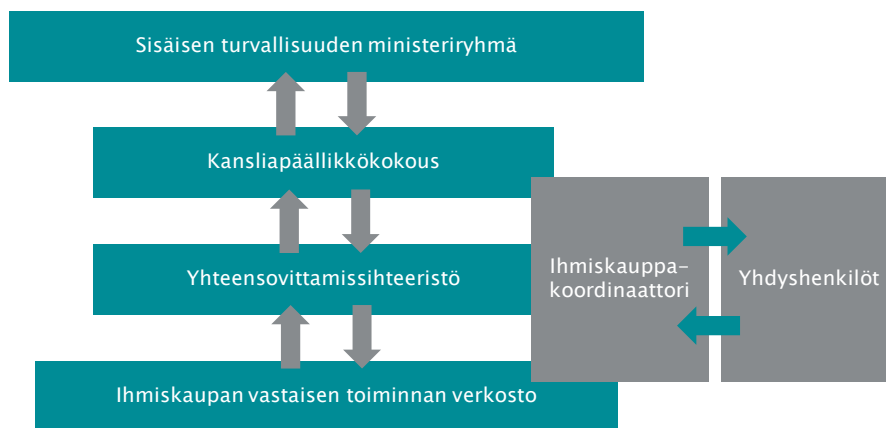 Sisäisen turvallisuuden ministeriryhmä
Kansliapäällikkökokous
Yhteensovittamissihteeristö
Ihmiskauppa-
koordinaattori
Yhdyshenkilöt
Ihmiskaupan vastaisen toiminnan verkosto